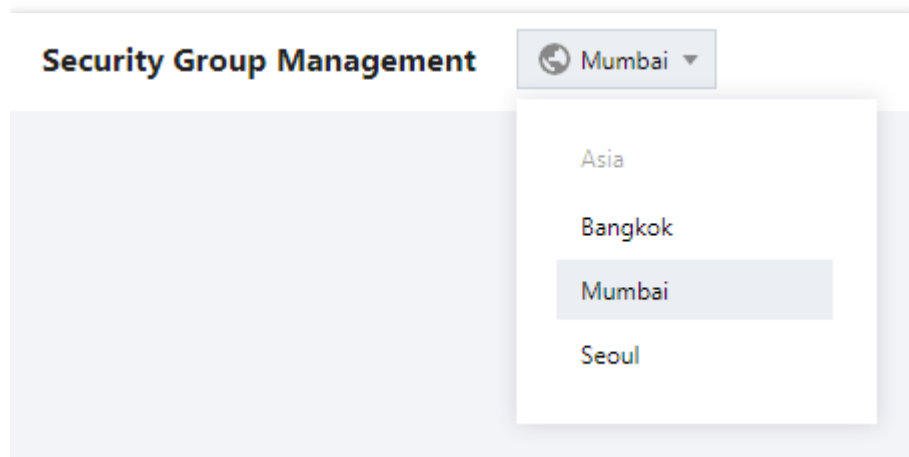 Security Group Management Mumbai
Asia
Bangkok
Mumbai
Seoul